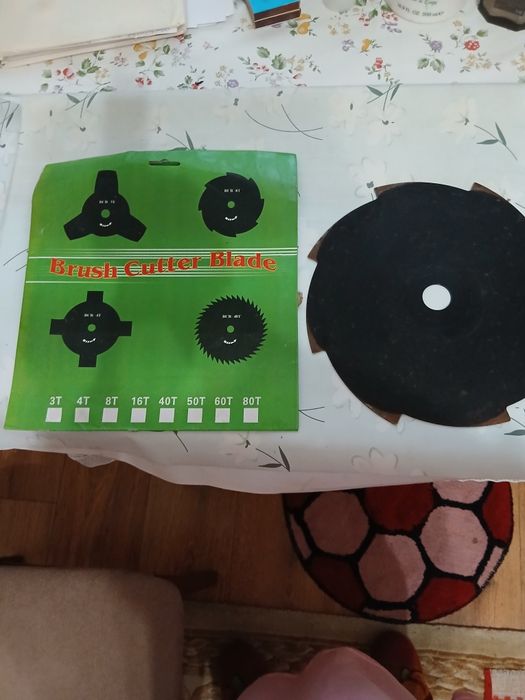 Brush Cutter Blade
3T 4T 8T 16T 40T 50T 60T 80T